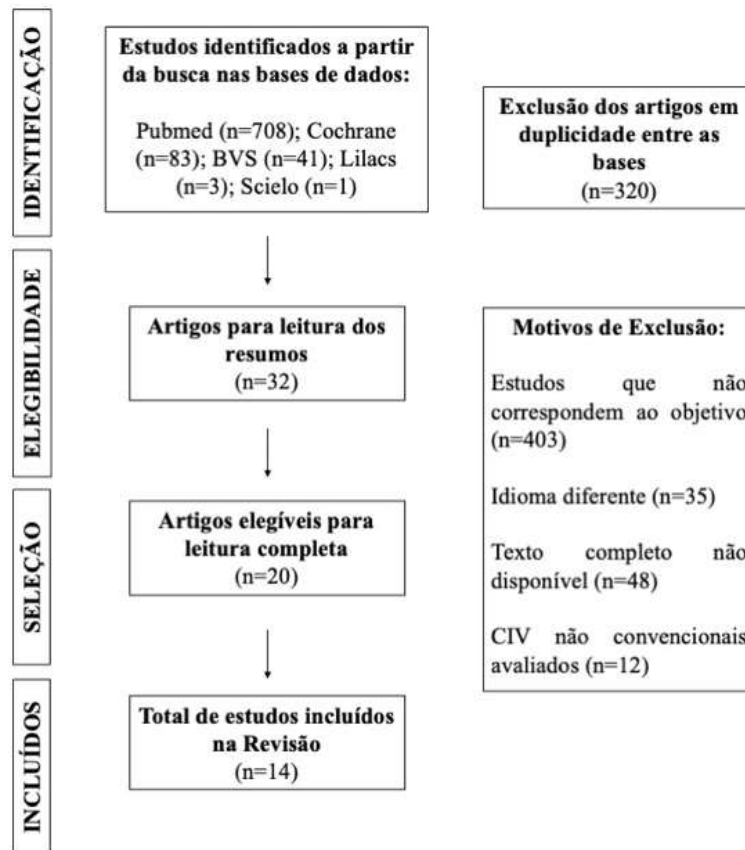 IDENTIFICAÇÃO
Estudos identificados a partir
da busca nas bases de dados:
Pubmed (n=708); Cochrane
(n=83); BVS (n=41); Lilacs
(n=3); Scielo (n=1)
Exclusão dos artigos em
duplicidade entre as
bases
(n=320)
ELEGIBILIDADE
Artigos para leitura dos
resumos
(n=32)
Motivos de Exclusão:
Estudos que não
correspondem ao objetivo
(n=403)
Idioma diferente (n=35)
Texto completo não
disponível (n=48)
CIV não convencionais
avaliados (n=12)
SELEÇÃO
Artigos elegíveis para
leitura completa
(n=20)
INCLUÍDOS
Total de estudos incluídos
na Revisão
(n=14)